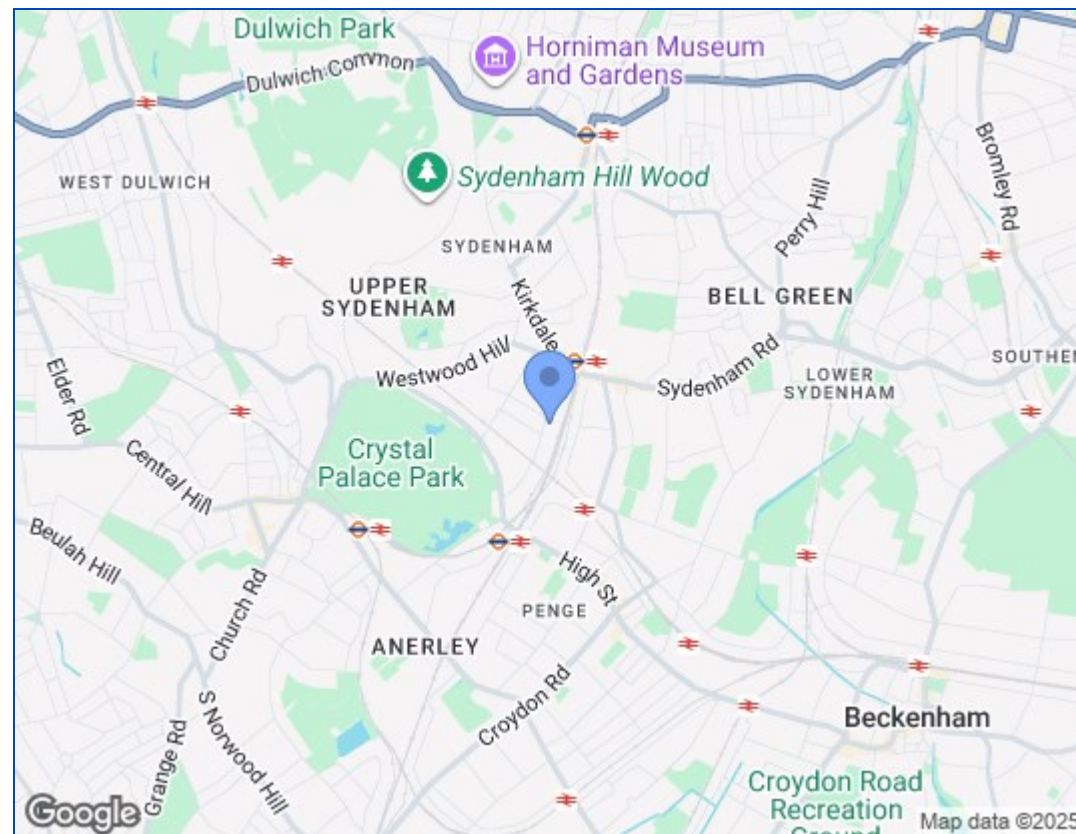 Dulwich Park
Dulwich Common
Horniman Museum
and Gardens
WEST DULWICH
Sydenham Hill Wood
Bromley Rd
Perry Hill
SYDENHAM
UPPER
SYDENHAM
Kirkdale
BELL GREEN
Westwood Hill
Sydenham Rd
SOUTHEN
LOWER
SYDENHAM
Elder Rd
Central Hill
Crystal
Palace Park
Beulah Hill
High St
Church Rd
PENGE
ANERLEY
Croydon Rd
S Norwood Hill
Grange Rd
Beckenham
Croydon Road
Recreation
Ground
Google
Map data ©2025